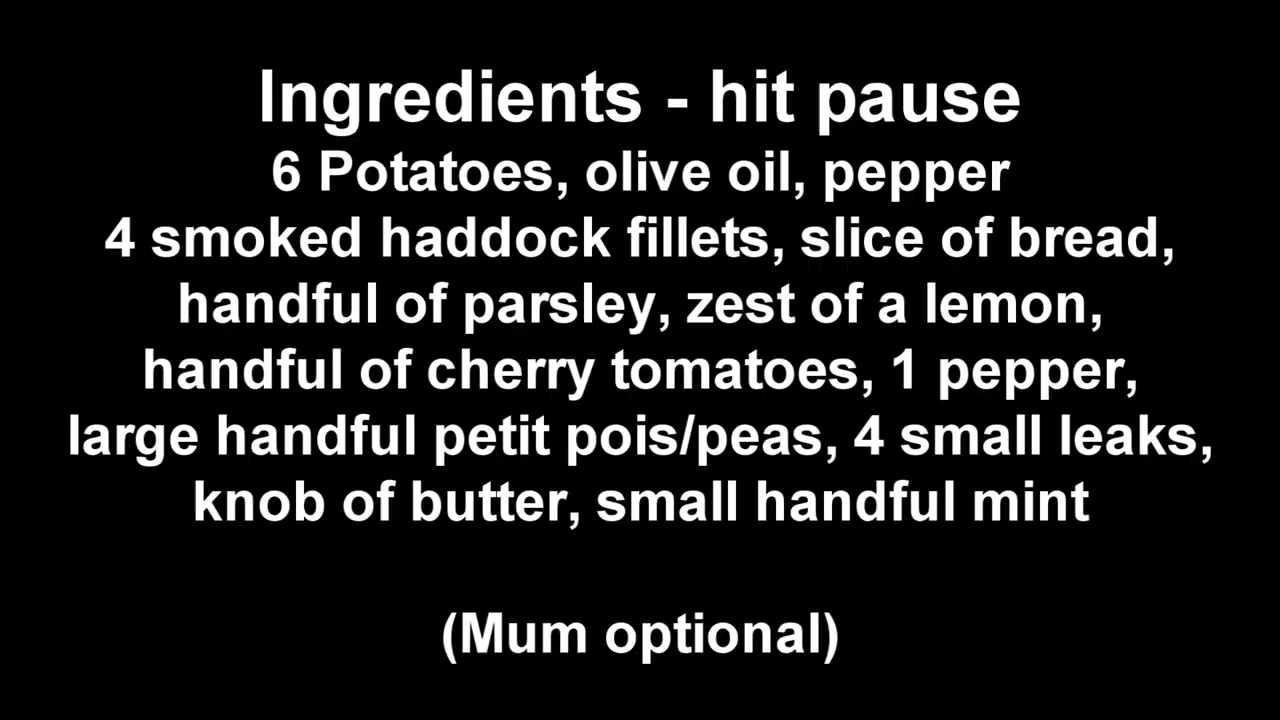 Ingredients - hit pause
6 Potatoes, olive oil, pepper
4 smoked haddock fillets, slice of bread,
handful of parsley, zest of a lemon,
handful of cherry tomatoes, 1 pepper,
large handful petit pois/peas, 4 small leaks,
knob of butter, small handful mint
(Mum optional)